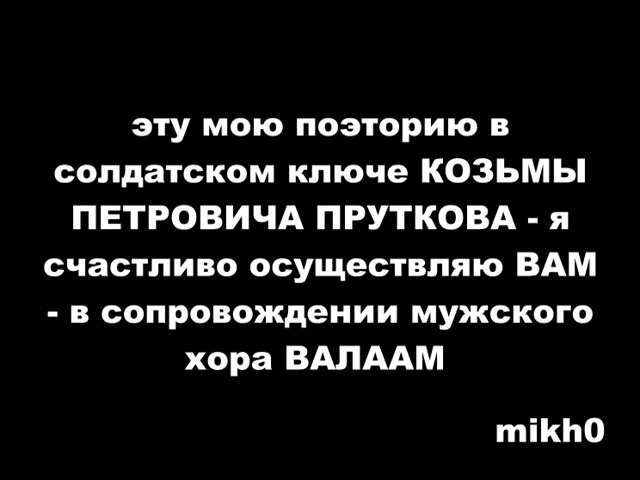 эту мою поэторию в
солдатском ключе КОЗЬМЫ
ПЕТРОВИЧА ПРУТКОВА - я
счастливо осуществляю ВАМ
- в сопровождении мужского
хора ВАЛААМ
mikh0